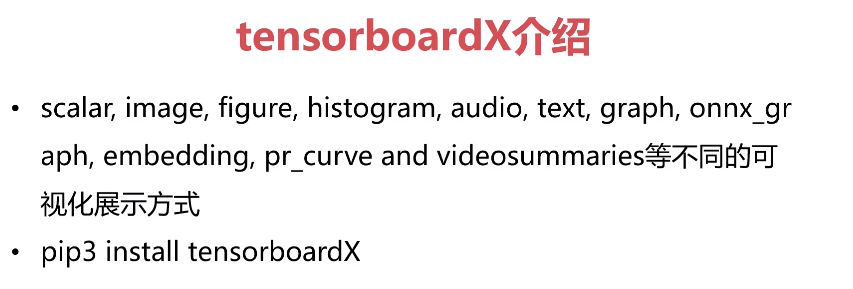 tensorboardX介绍
• scalar, image, figure, histogram, audio, text, graph, onnx_gr
aph, embedding, pr_curve and videosummaries等不同的可
视化展示方式
• pip3 install tensorboardX